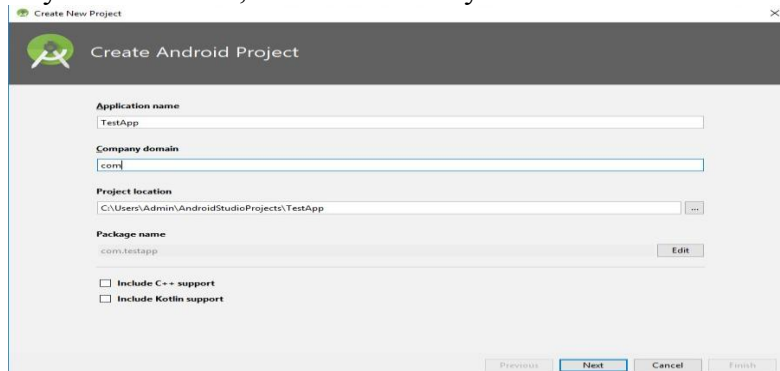 Create New Project
Create Android Project
Application name
TestApp
Company domain
com
Project location
C:\Users\Admin\AndroidStudioProjects\TestApp
...
Package name
com.testapp
Edit
Include C++ support
Include Kotlin support
Previous Next Cancel Finish